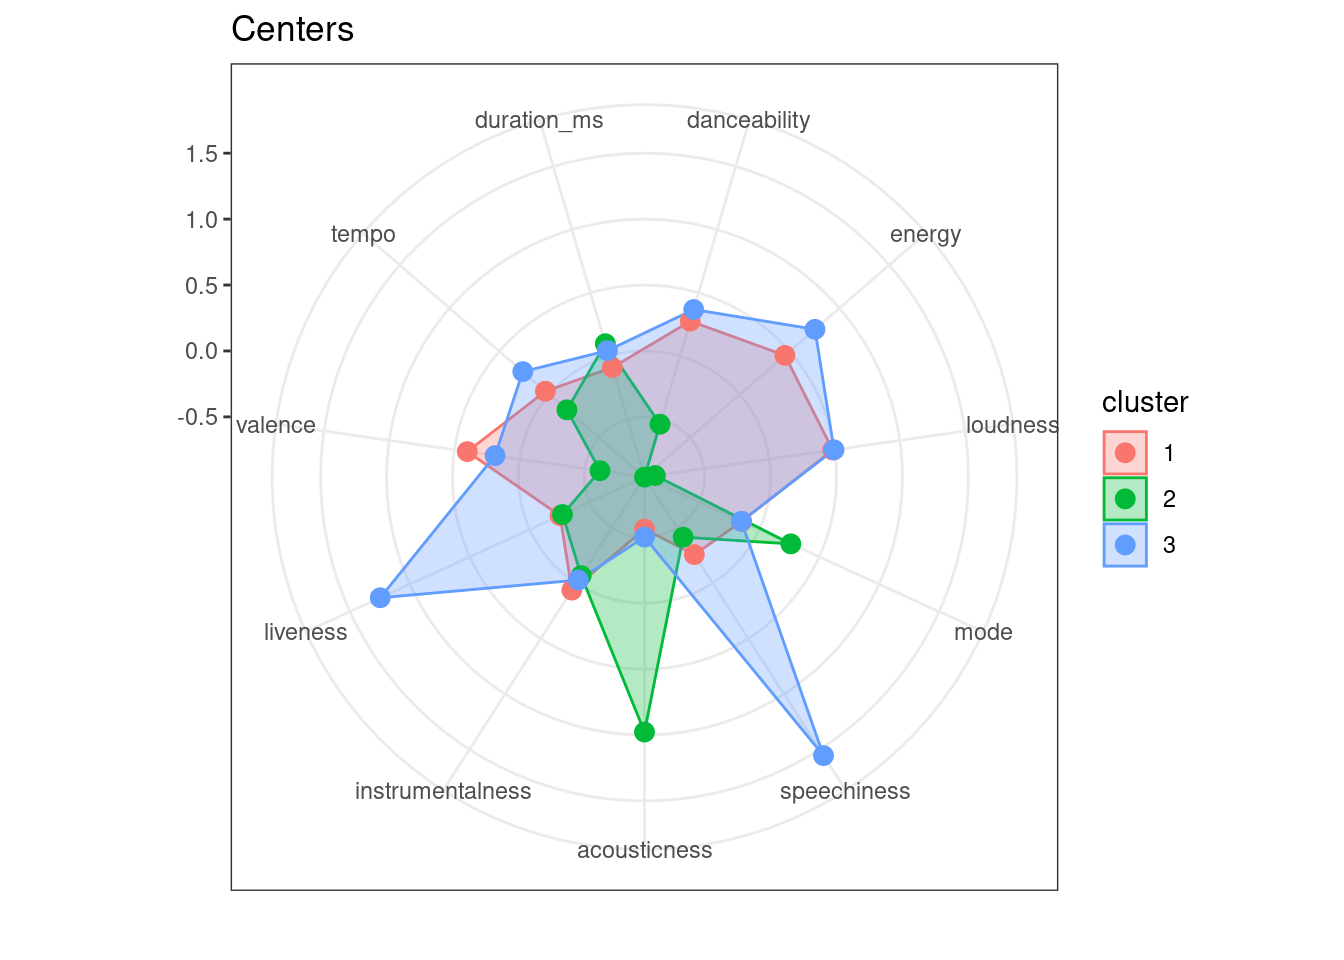 Centers
duration_ms
danceability
1.5
1.0
tempo
energy
0.5
0.0
-0.5
valence
loudness
cluster
1
2
3
liveness
mode
instrumentalness
speechiness
acousticness